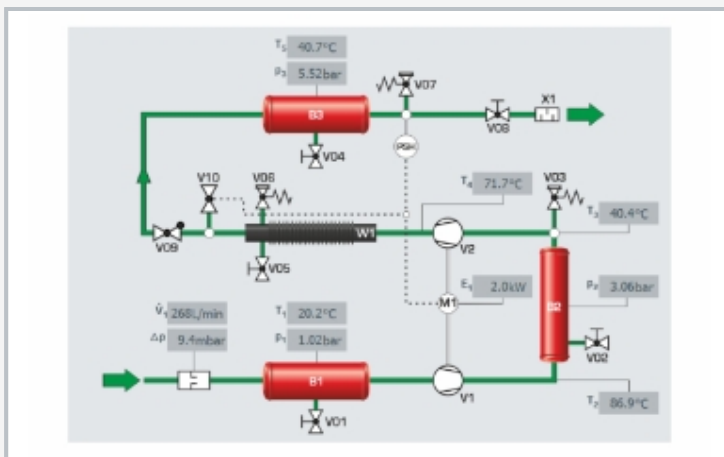 T₅ 40.7°C
p₃ 5.52bar
V07
X1
B3
V08
PSH
V04
V10 V06 T₄ 71.7°C V03
T₃ 40.4°C
W1
V09 V2
V05
E₁ 2.0kW p₂ 3.06bar
M1 B2
V̇₁ 268L/min T₁ 20.2°C
Δp 9.4mbar p₁ 1.02bar
V02
B1
V1
V01 T₂ 86.9°C